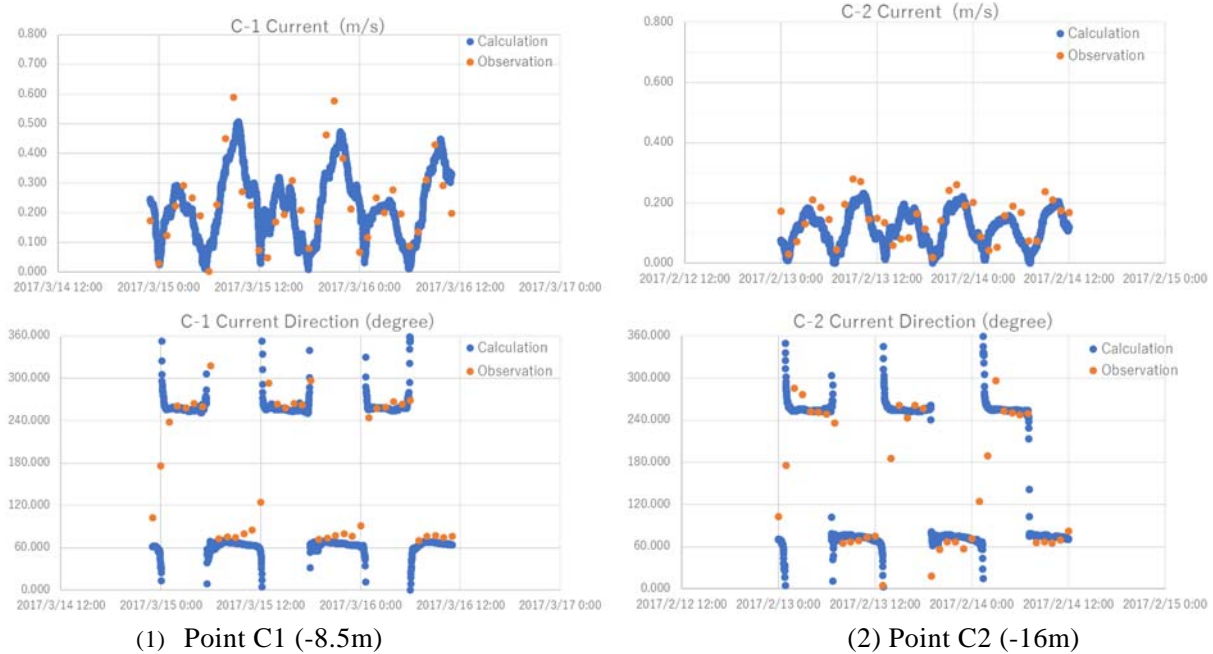 C-1 Current (m/s)
0.800
0.700
0.600
0.500
0.400
0.300
0.200
0.100
0.000
Calculation
Observation
2017/3/14 12:00 2017/3/15 0:00 2017/3/15 12:00 2017/3/16 0:00 2017/3/16 12:00 2017/3/17 0:00
C-2 Current (m/s)
0.800
0.600
0.400
0.200
0.000
Calculation
Observation
2017/2/12 12:00 2017/2/13 0:00 2017/2/13 12:00 2017/2/14 0:00 2017/2/14 12:00 2017/2/15 0:00
C-1 Current Direction (degree)
360.000
300.000
240.000
180.000
120.000
60.000
0.000
Calculation
Observation
2017/3/14 12:00 2017/3/15 0:00 2017/3/15 12:00 2017/3/16 0:00 2017/3/16 12:00 2017/3/17 0:00
C-2 Current Direction (degree)
360.000
300.000
240.000
180.000
120.000
60.000
0.000
Calculation
Observation
2017/2/12 12:00 2017/2/13 0:00 2017/2/13 12:00 2017/2/14 0:00 2017/2/14 12:00 2017/2/15 0:00
(1) Point C1 (-8.5m)
(2) Point C2 (-16m)